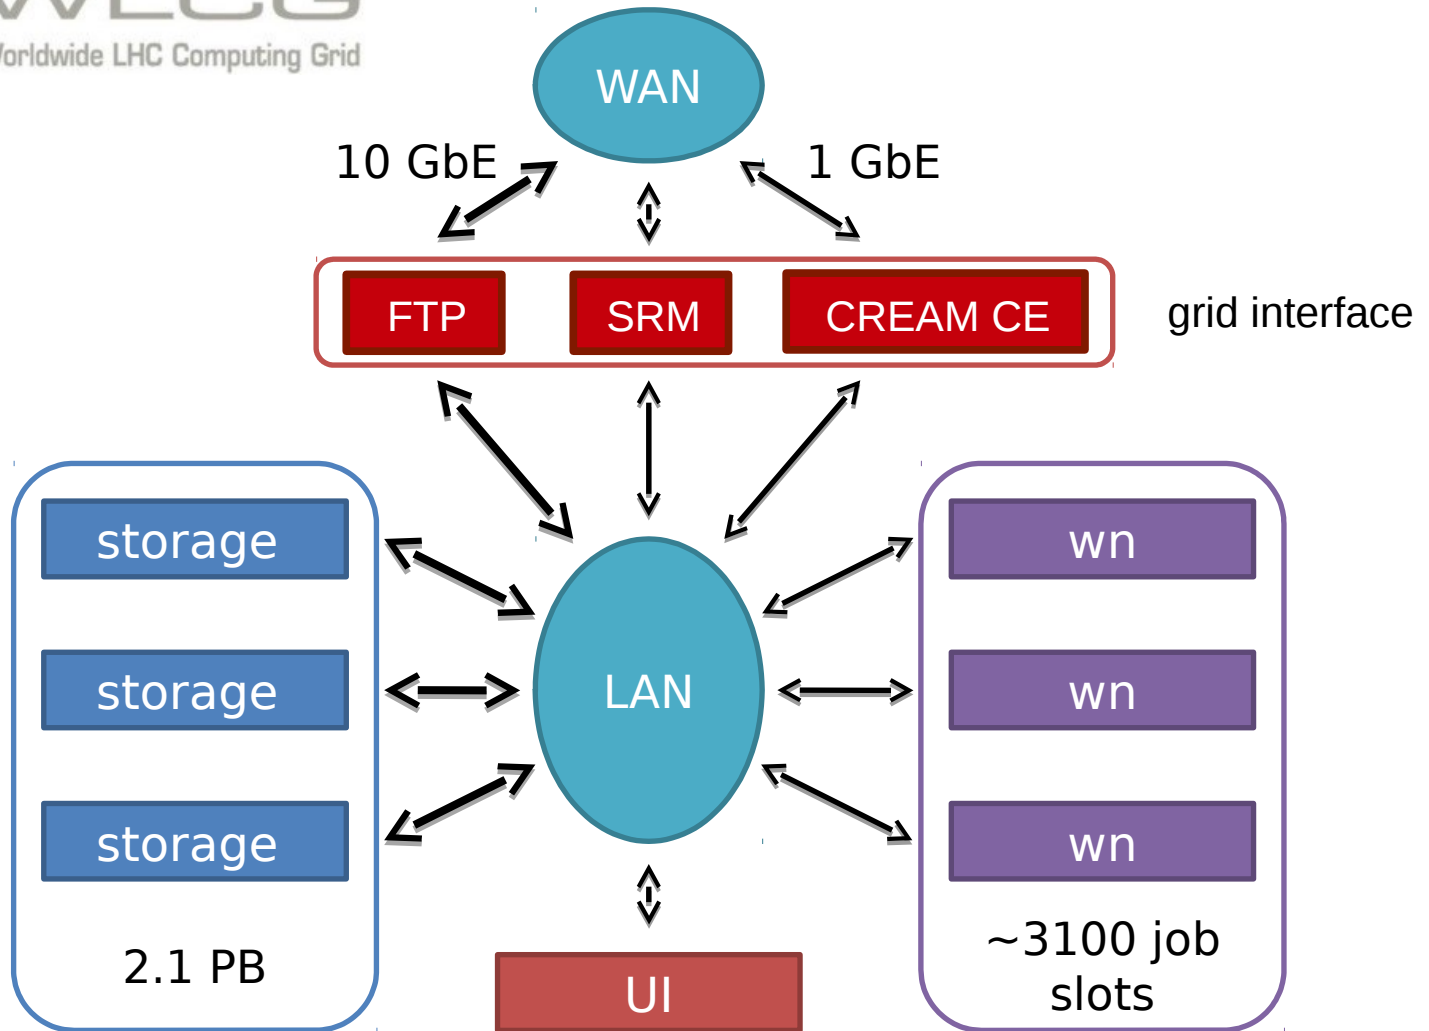 WLCG
Worldwide LHC Computing Grid
WAN
10 GbE
1 GbE
FTP
SRM
CREAM CE
grid interface
storage
wn
storage
LAN
wn
storage
wn
2.1 PB
~3100 job
slots
UI